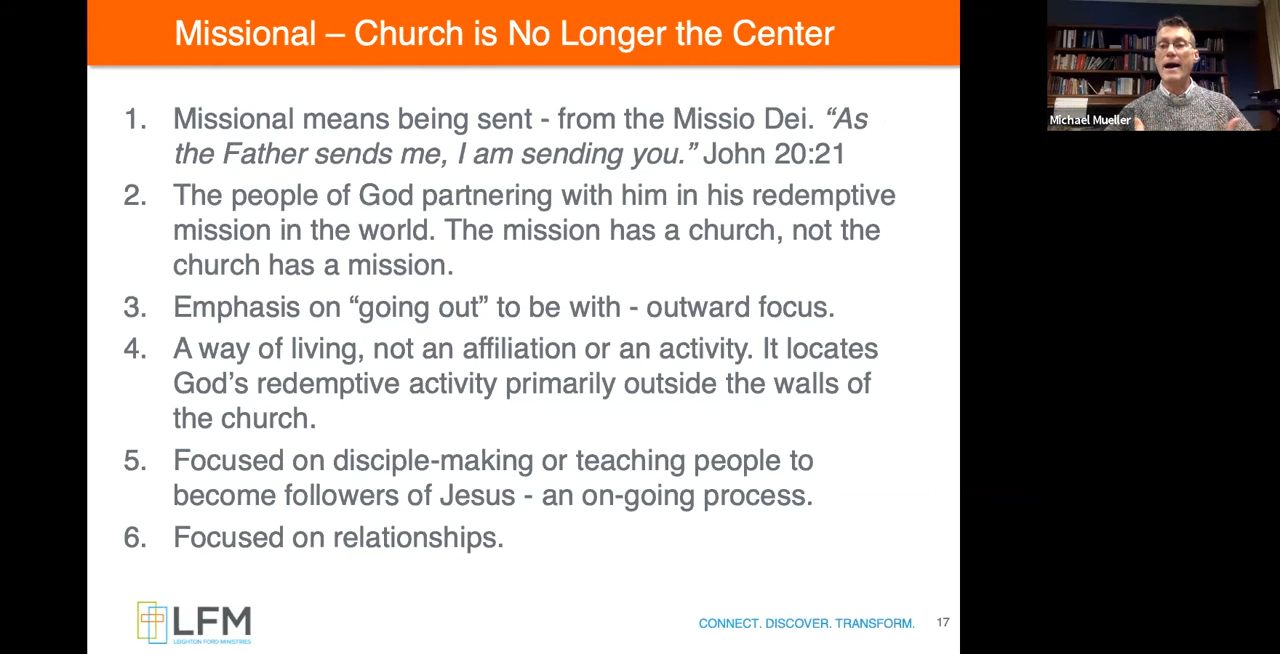 Missional – Church is No Longer the Center
1. Missional means being sent - from the Missio Dei. “As
the Father sends me, I am sending you.” John 20:21
2. The people of God partnering with him in his redemptive
mission in the world. The mission has a church, not the
church has a mission.
3. Emphasis on “going out” to be with - outward focus.
4. A way of living, not an affiliation or an activity. It locates
God’s redemptive activity primarily outside the walls of
the church.
5. Focused on disciple-making or teaching people to
become followers of Jesus - an on-going process.
6. Focused on relationships.
LFM
LEIGHTON FORD MINISTRIES
CONNECT. DISCOVER. TRANSFORM.
17
Michael Mueller